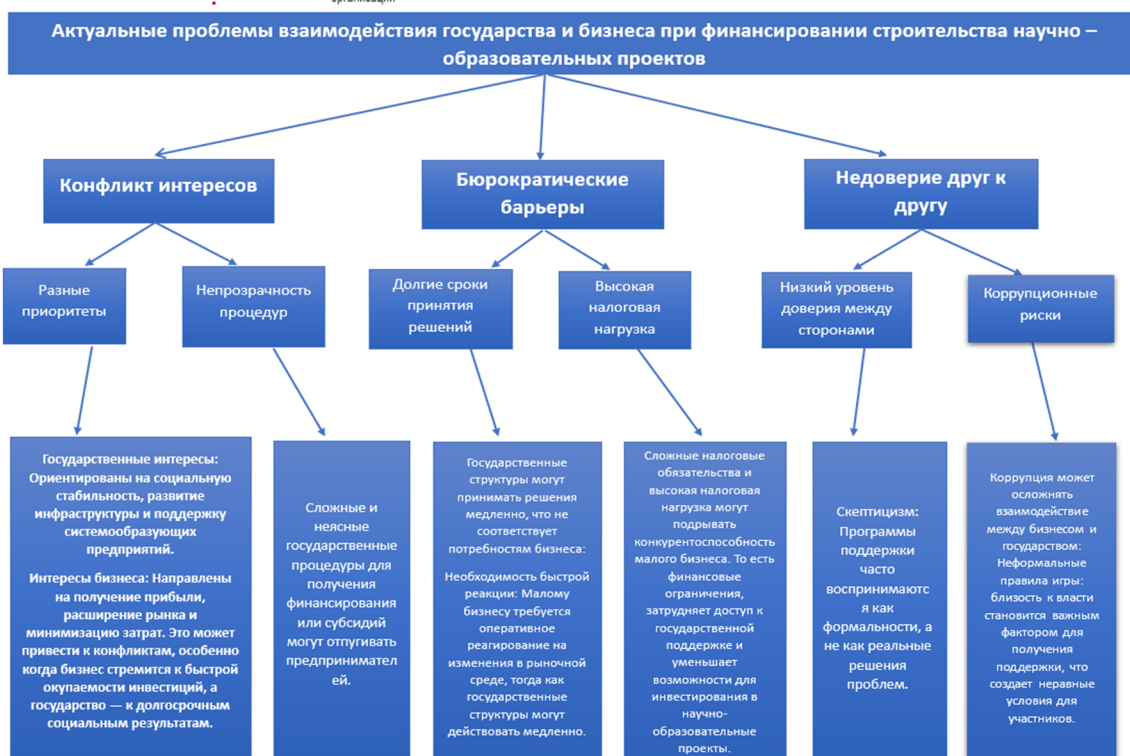 организации
Актуальные проблемы взаимодействия государства и бизнеса при финансировании строительства научно –
образовательных проектов
Конфликт интересов
Бюрократические
барьеры
Недоверие друг к
другу
Разные
приоритеты
Непрозрачность
процедур
Долгие сроки
принятия
решений
Высокая
налоговая
нагрузка
Низкий уровень
доверия между
сторонами
Коррупционные
риски
Государственные интересы:
Ориентированы на социальную
стабильность, развитие
инфраструктуры и поддержку
системообразующих
предприятий.
Интересы бизнеса: Направлены
на получение прибыли,
расширение рынка и
минимизацию затрат. Это может
привести к конфликтам, особенно
когда бизнес стремится к быстрой
окупаемости инвестиций, а
государство — к долгосрочным
социальным результатам.
Сложные и
неясные
государственные
процедуры для
получения
финансирования
или субсидий
могут отпугивать
предпринимател
ей.
Государственные
структуры могут
принимать решения
медленно, что не
соответствует
потребностям бизнеса:
Необходимость быстрой
реакции: Малому
бизнесу требуется
оперативное
реагирование на
изменения в рыночной
среде, тогда как
государственные
структуры могут
действовать медленно.
Сложные налоговые
обязательства и
высокая налоговая
нагрузка могут
подрывать
конкурентоспособность
малого бизнеса. То есть
финансовые
ограничения,
затрудняет доступ к
государственной
поддержке и
уменьшает
возможности для
инвестирования в
научно-
образовательные
проекты.
Скептицизм:
Программы
поддержки
часто
воспринимаютс
я как
формальности, а
не как реальные
решения
проблем.
Коррупция может
осложнять
взаимодействие
между бизнесом и
государством:
Неформальные
правила игры:
близость к власти
становится важным
фактором для
получения
поддержки, что
создает неравные
условия для
участников.